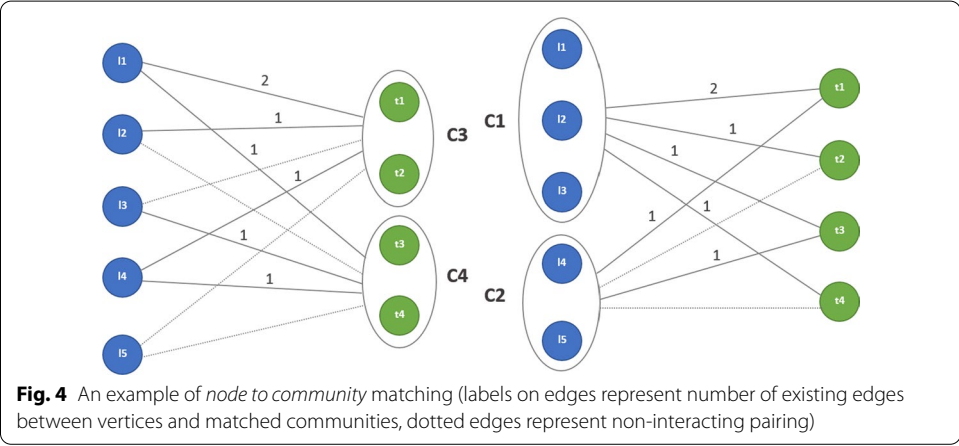 l1
l2
l3
l4
l5
2
1
1
1
1
1
t1
t2
t3
t4
C3
C4
C1
C2
l1
l2
l3
l4
l5
2
1
1
1
1
1
t1
t2
t3
t4
Fig. 4 An example of node to community matching (labels on edges represent number of existing edges
between vertices and matched communities, dotted edges represent non-interacting pairing)